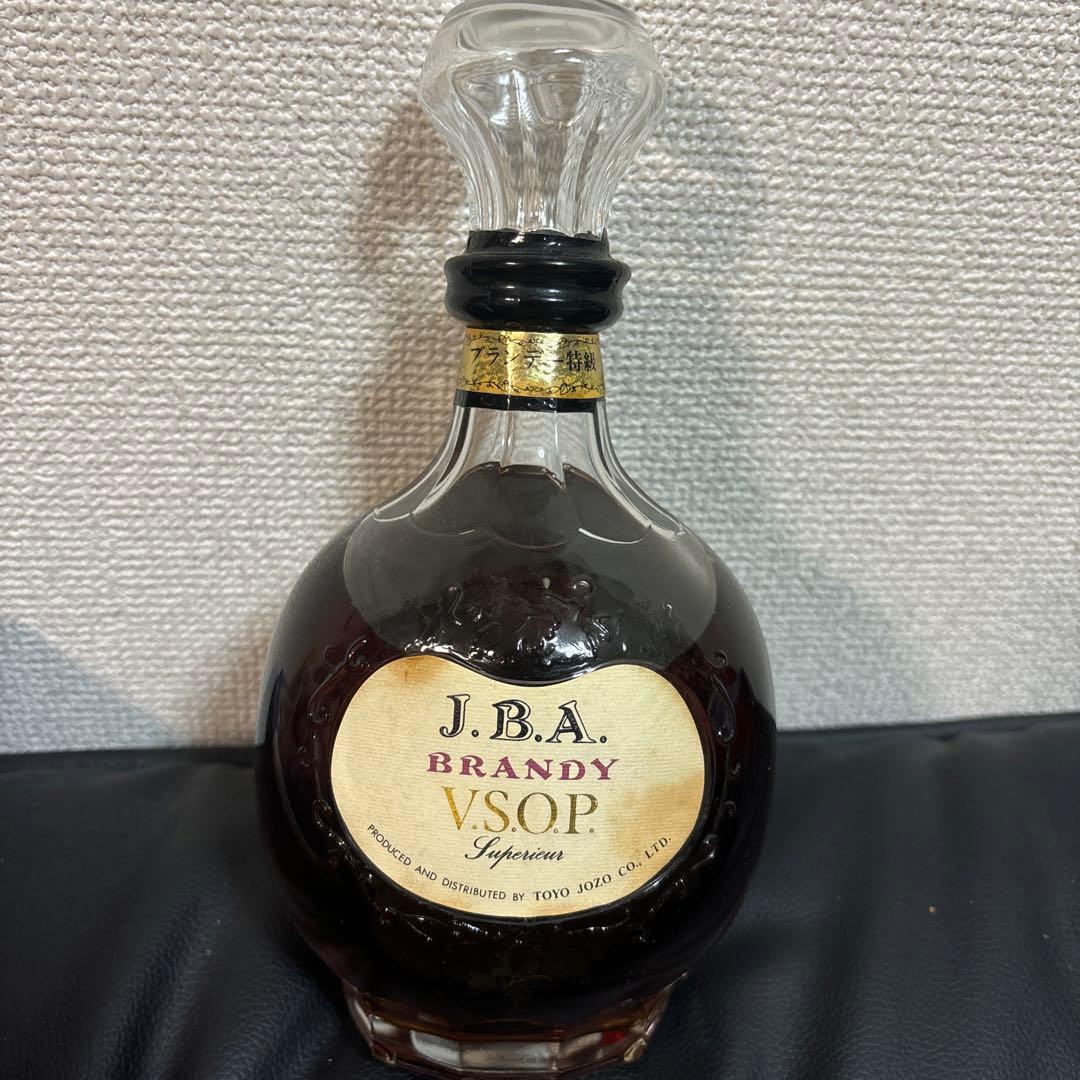 ブランデー特級
J.B.A.
BRANDY
V.S.O.P.
Superieur
PRODUCED AND DISTRIBUTED BY TOYO JOZO CO., LTD.